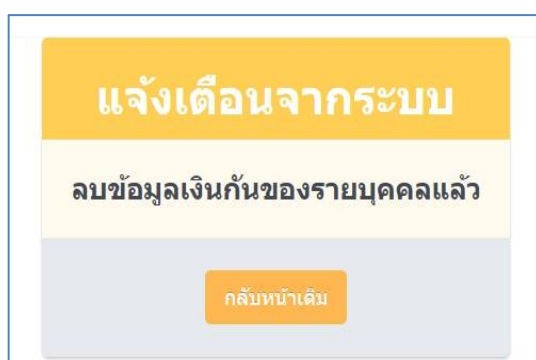 แจ้งเตือนจากระบบ
ลบข้อมูลเงินกันของรายบุคคลแล้ว
กลับหน้าเดิม